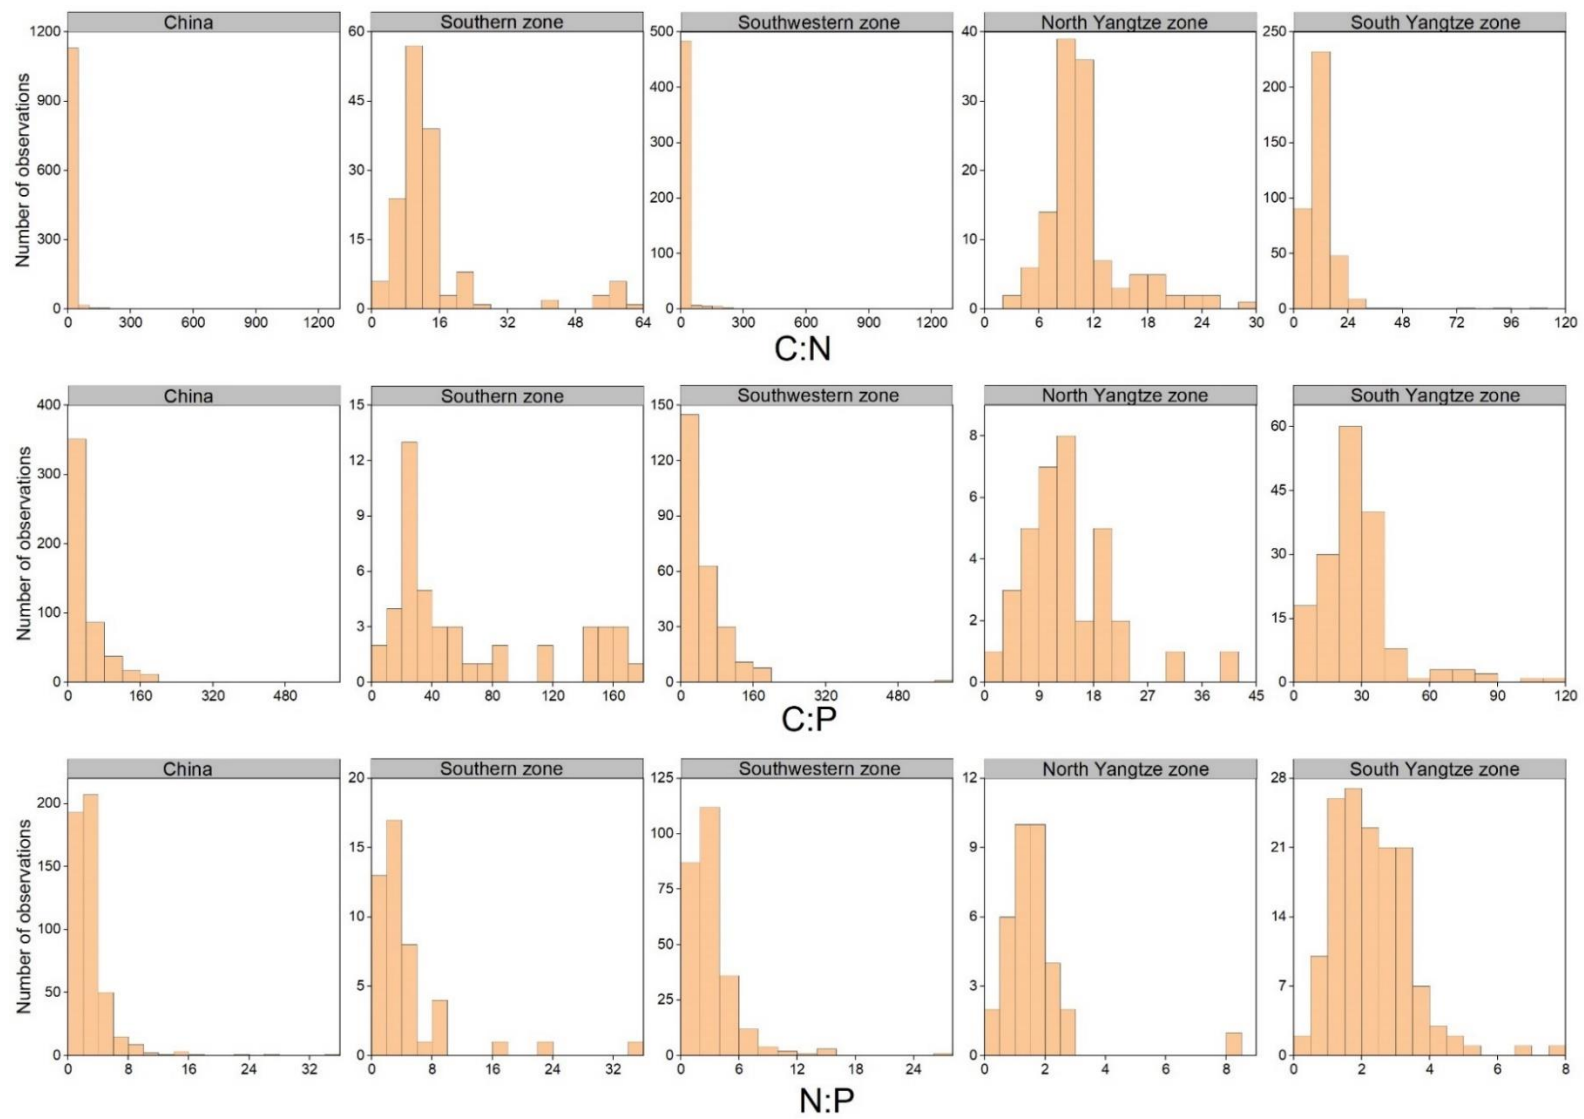 China Southern zone Southwestern zone North Yangtze zone South Yangtze zone
Number of observations
1200 900 600 300 0
0 300 600 900 1200
60 45 30 15 0
0 16 32 48 64
500 400 300 200 100 0
0 300 600 900 1200
40 30 20 10 0
0 6 12 18 24 30
250 200 150 100 50 0
0 24 48 72 96 120
C:N
China Southern zone Southwestern zone North Yangtze zone South Yangtze zone
Number of observations
400 300 200 100 0
0 160 320 480
15 12 9 6 3 0
0 40 80 120 160
150 120 90 60 30 0
0 160 320 480
8 6 4 2 0
0 9 18 27 36 45
60 45 30 15 0
0 30 60 90 120
C:P
China Southern zone Southwestern zone North Yangtze zone South Yangtze zone
Number of observations
200 150 100 50 0
0 8 16 24 32
20 15 10 5 0
0 8 16 24 32
125 100 75 50 25 0
0 6 12 18 24
12 9 6 3 0
0 2 4 6 8
28 21 14 7 0
0 2 4 6 8
N:P